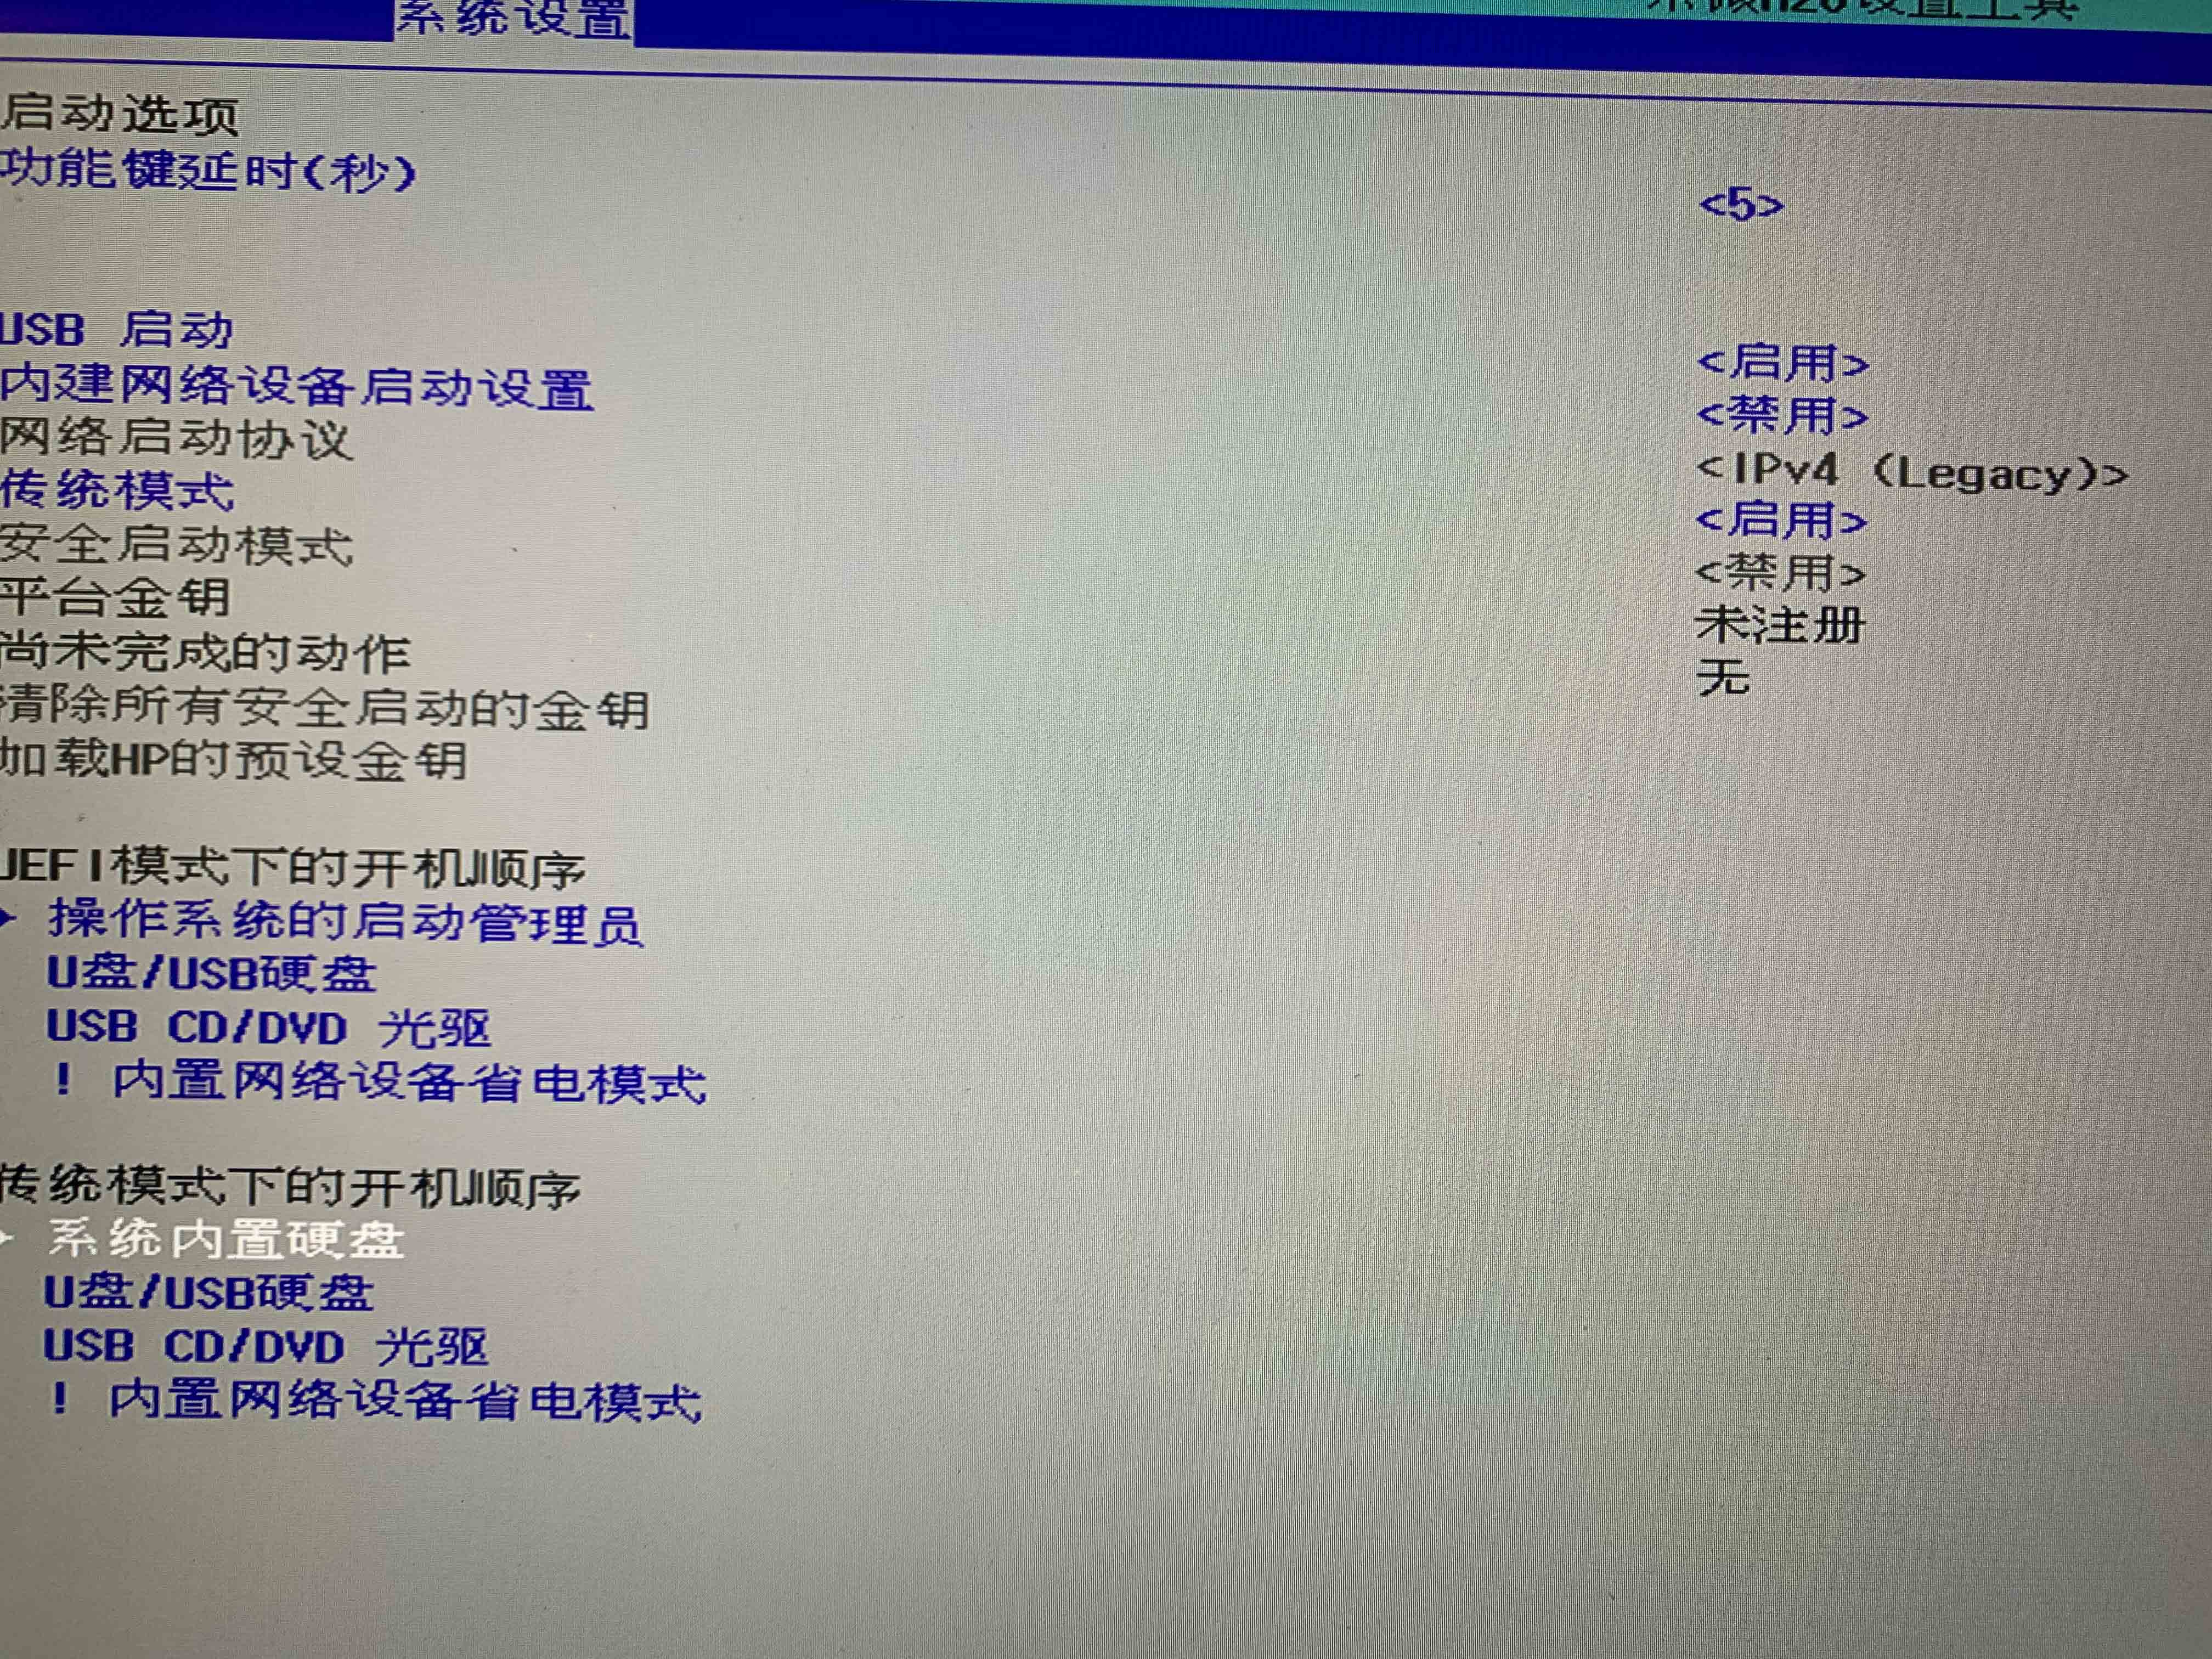 系统设置
H20设置工具
启动选项
功能键延时(秒) <5>
USB 启动 <启用>
内建网络设备启动设置 <禁用>
网络启动协议 <IPv4 (Legacy)>
传统模式 <启用>
安全启动模式 <禁用>
平台金钥 未注册
尚未完成的动作 无
清除所有安全启动的金钥
加载HP的预设金钥
UEFI模式下的开机顺序
操作系统的启动管理员
U盘/USB硬盘
USB CD/DVD 光驱
! 内置网络设备省电模式
传统模式下的开机顺序
系统内置硬盘
U盘/USB硬盘
USB CD/DVD 光驱
! 内置网络设备省电模式